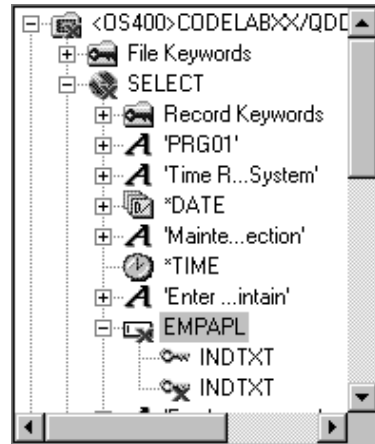 <OS400>CODELABXX/QDD
File Keywords
SELECT
Record Keywords
'PRG01'
'Time R...System'
*DATE
'Mainte...ection'
*TIME
'Enter ...intain'
EMPAPL
INDTXT
INDTXT